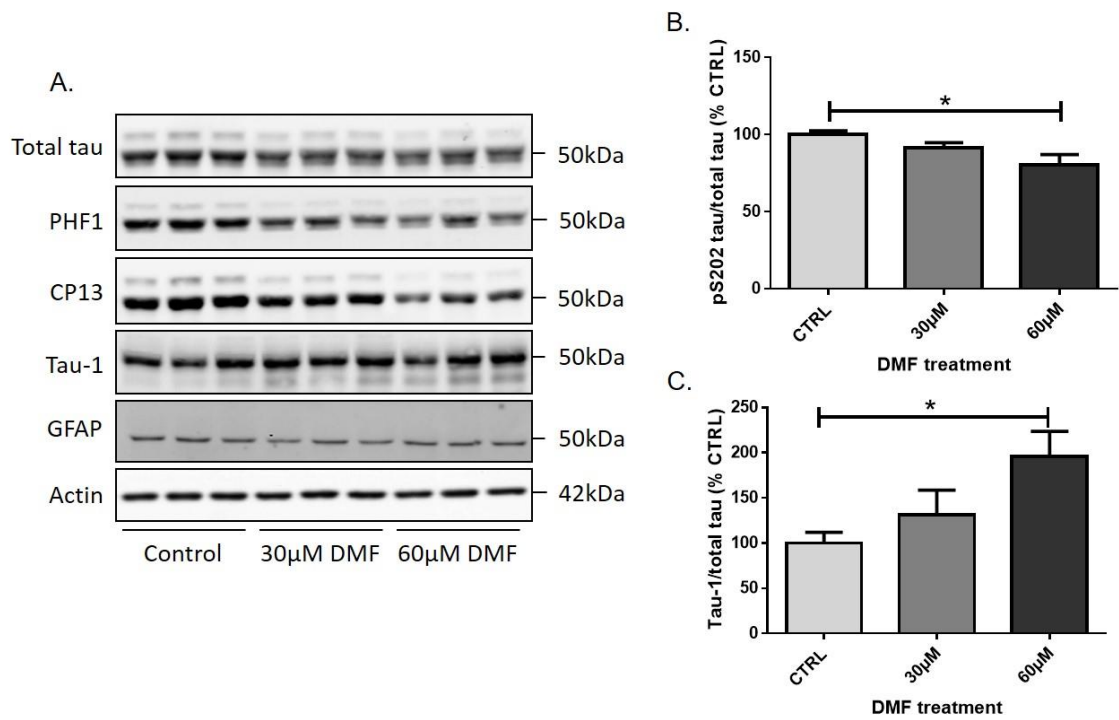 A.
Total tau
50kDa
PHF1
50kDa
CP13
50kDa
Tau-1
50kDa
GFAP
50kDa
Actin
42kDa
Control
30µM DMF
60µM DMF
B.
pS202 tau/total tau (% CTRL)
150
100
50
0
*
CTRL
30µM
60µM
DMF treatment
C.
Tau-1/total tau (% CTRL)
250
200
150
100
50
0
*
CTRL
30µM
60µM
DMF treatment